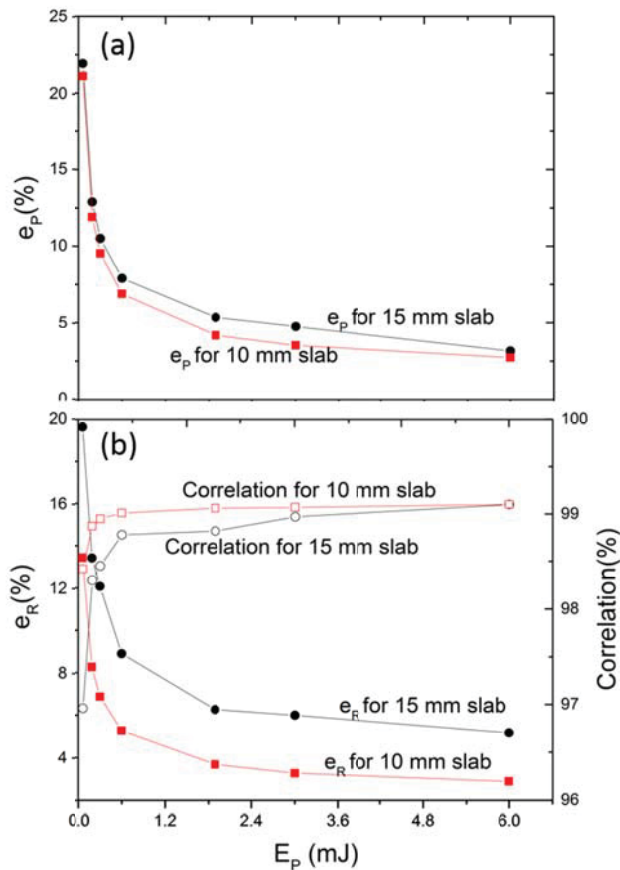 25
(a)
20
15
10
5
0
e_P(%)
e_P for 15 mm slab
e_P for 10 mm slab
20
(b)
100
Correlation for 10 mm slab
16
99
Correlation for 15 mm slab
12
98
e_R(%)
Correlation(%)
8
97
e_R for 15 mm slab
4
e_R for 10 mm slab
96
0.0 1.2 2.4 3.6 4.8 6.0
E_P (mJ)